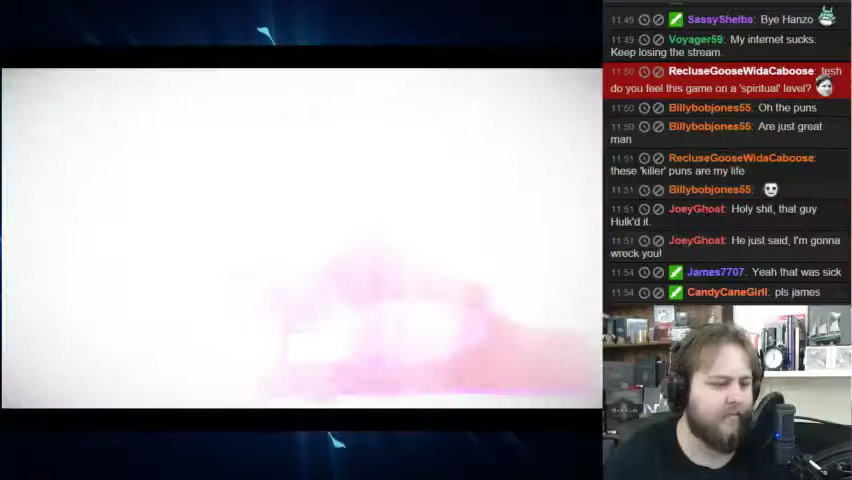 11:49 SassySheibs: Bye Hanzo
11:49 Voyager59: My internet sucks.
Keep losing the stream.
11:50 RecluseGooseWidaCaboose: tesh
do you feel this game on a 'spiritual' level?
11:50 Billybobjones55: Oh the puns
11:50 Billybobjones55: Are just great
man
11:51 RecluseGooseWidaCaboose:
these 'killer' puns are my life
11:51 Billybobjones55:
11:51 JoeyGhost: Holy shit, that guy
Hulk'd it.
11:51 JoeyGhost: He just said, I'm gonna
wreck you!
11:54 James7707: Yeah that was sick
11:54 CandyCaneGirll: pls james